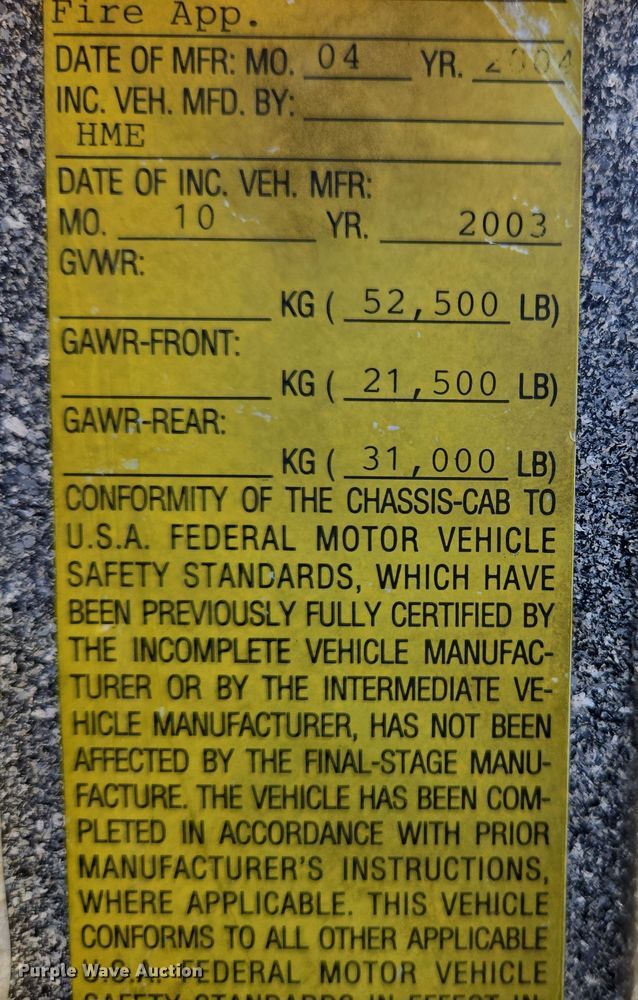 Fire App.
DATE OF MFR: MO. 04 YR. 2004
INC. VEH. MFD. BY:
HME
DATE OF INC. VEH. MFR:
MO. 10 YR. 2003
GVWR:
KG ( 52,500 LB)
GAWR-FRONT:
KG ( 21,500 LB)
GAWR-REAR:
KG ( 31,000 LB)
CONFORMITY OF THE CHASSIS-CAB TO
U.S.A. FEDERAL MOTOR VEHICLE
SAFETY STANDARDS, WHICH HAVE
BEEN PREVIOUSLY FULLY CERTIFIED BY
THE INCOMPLETE VEHICLE MANUFAC-
TURER OR BY THE INTERMEDIATE VE-
HICLE MANUFACTURER, HAS NOT BEEN
AFFECTED BY THE FINAL-STAGE MANU-
FACTURE. THE VEHICLE HAS BEEN COM-
PLETED IN ACCORDANCE WITH PRIOR
MANUFACTURER'S INSTRUCTIONS,
WHERE APPLICABLE. THIS VEHICLE
CONFORMS TO ALL OTHER APPLICABLE
U.S.A. FEDERAL MOTOR VEHICLE
SAFETY STANDARDS IN EFFECT
Purple Wave Auction